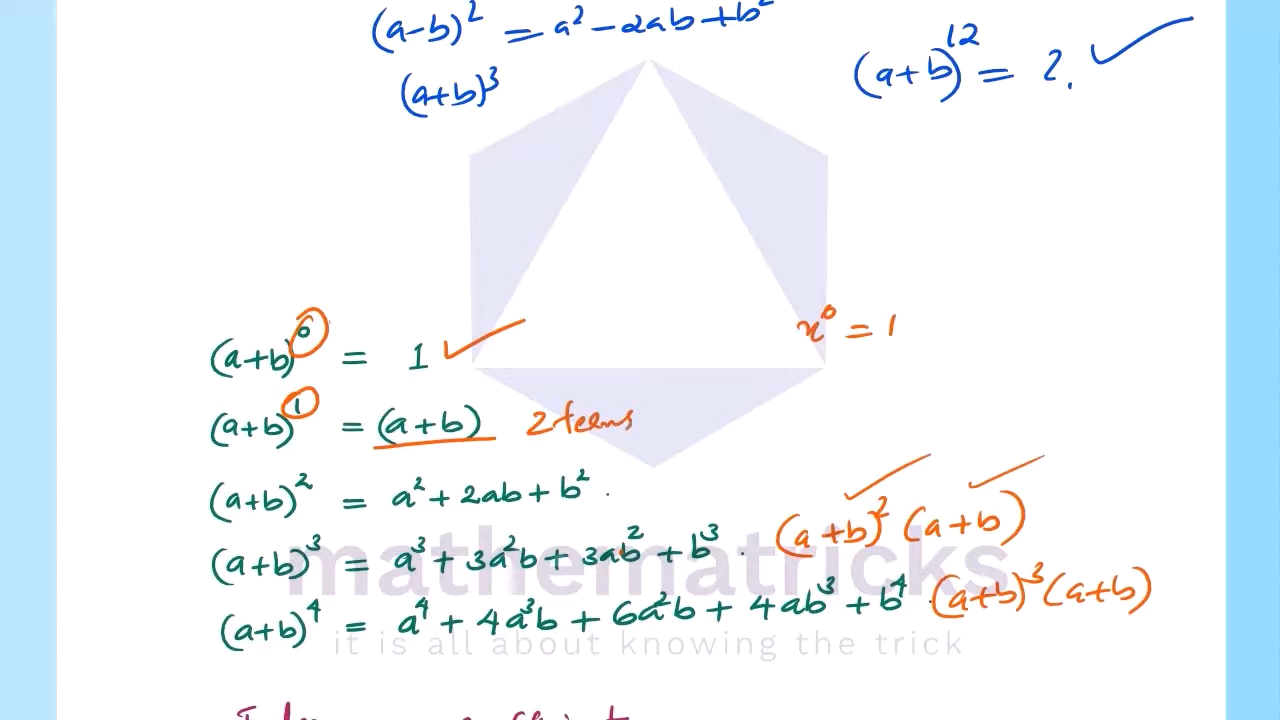 (a-b)² = a² - 2ab + b²
(a+b)¹² = ?.
(a+b)³
x⁰ = 1
(a+b)⁰ = 1
(a+b)¹ = (a+b) 2 terms
(a+b)² = a² + 2ab + b².
(a+b)³ = a³ + 3a²b + 3ab² + b³. (a+b)²(a+b)
mathematricks
(a+b)⁴ = a⁴ + 4a³b + 6a²b + 4ab³ + b⁴. (a+b)³(a+b)
it is all about knowing the trick